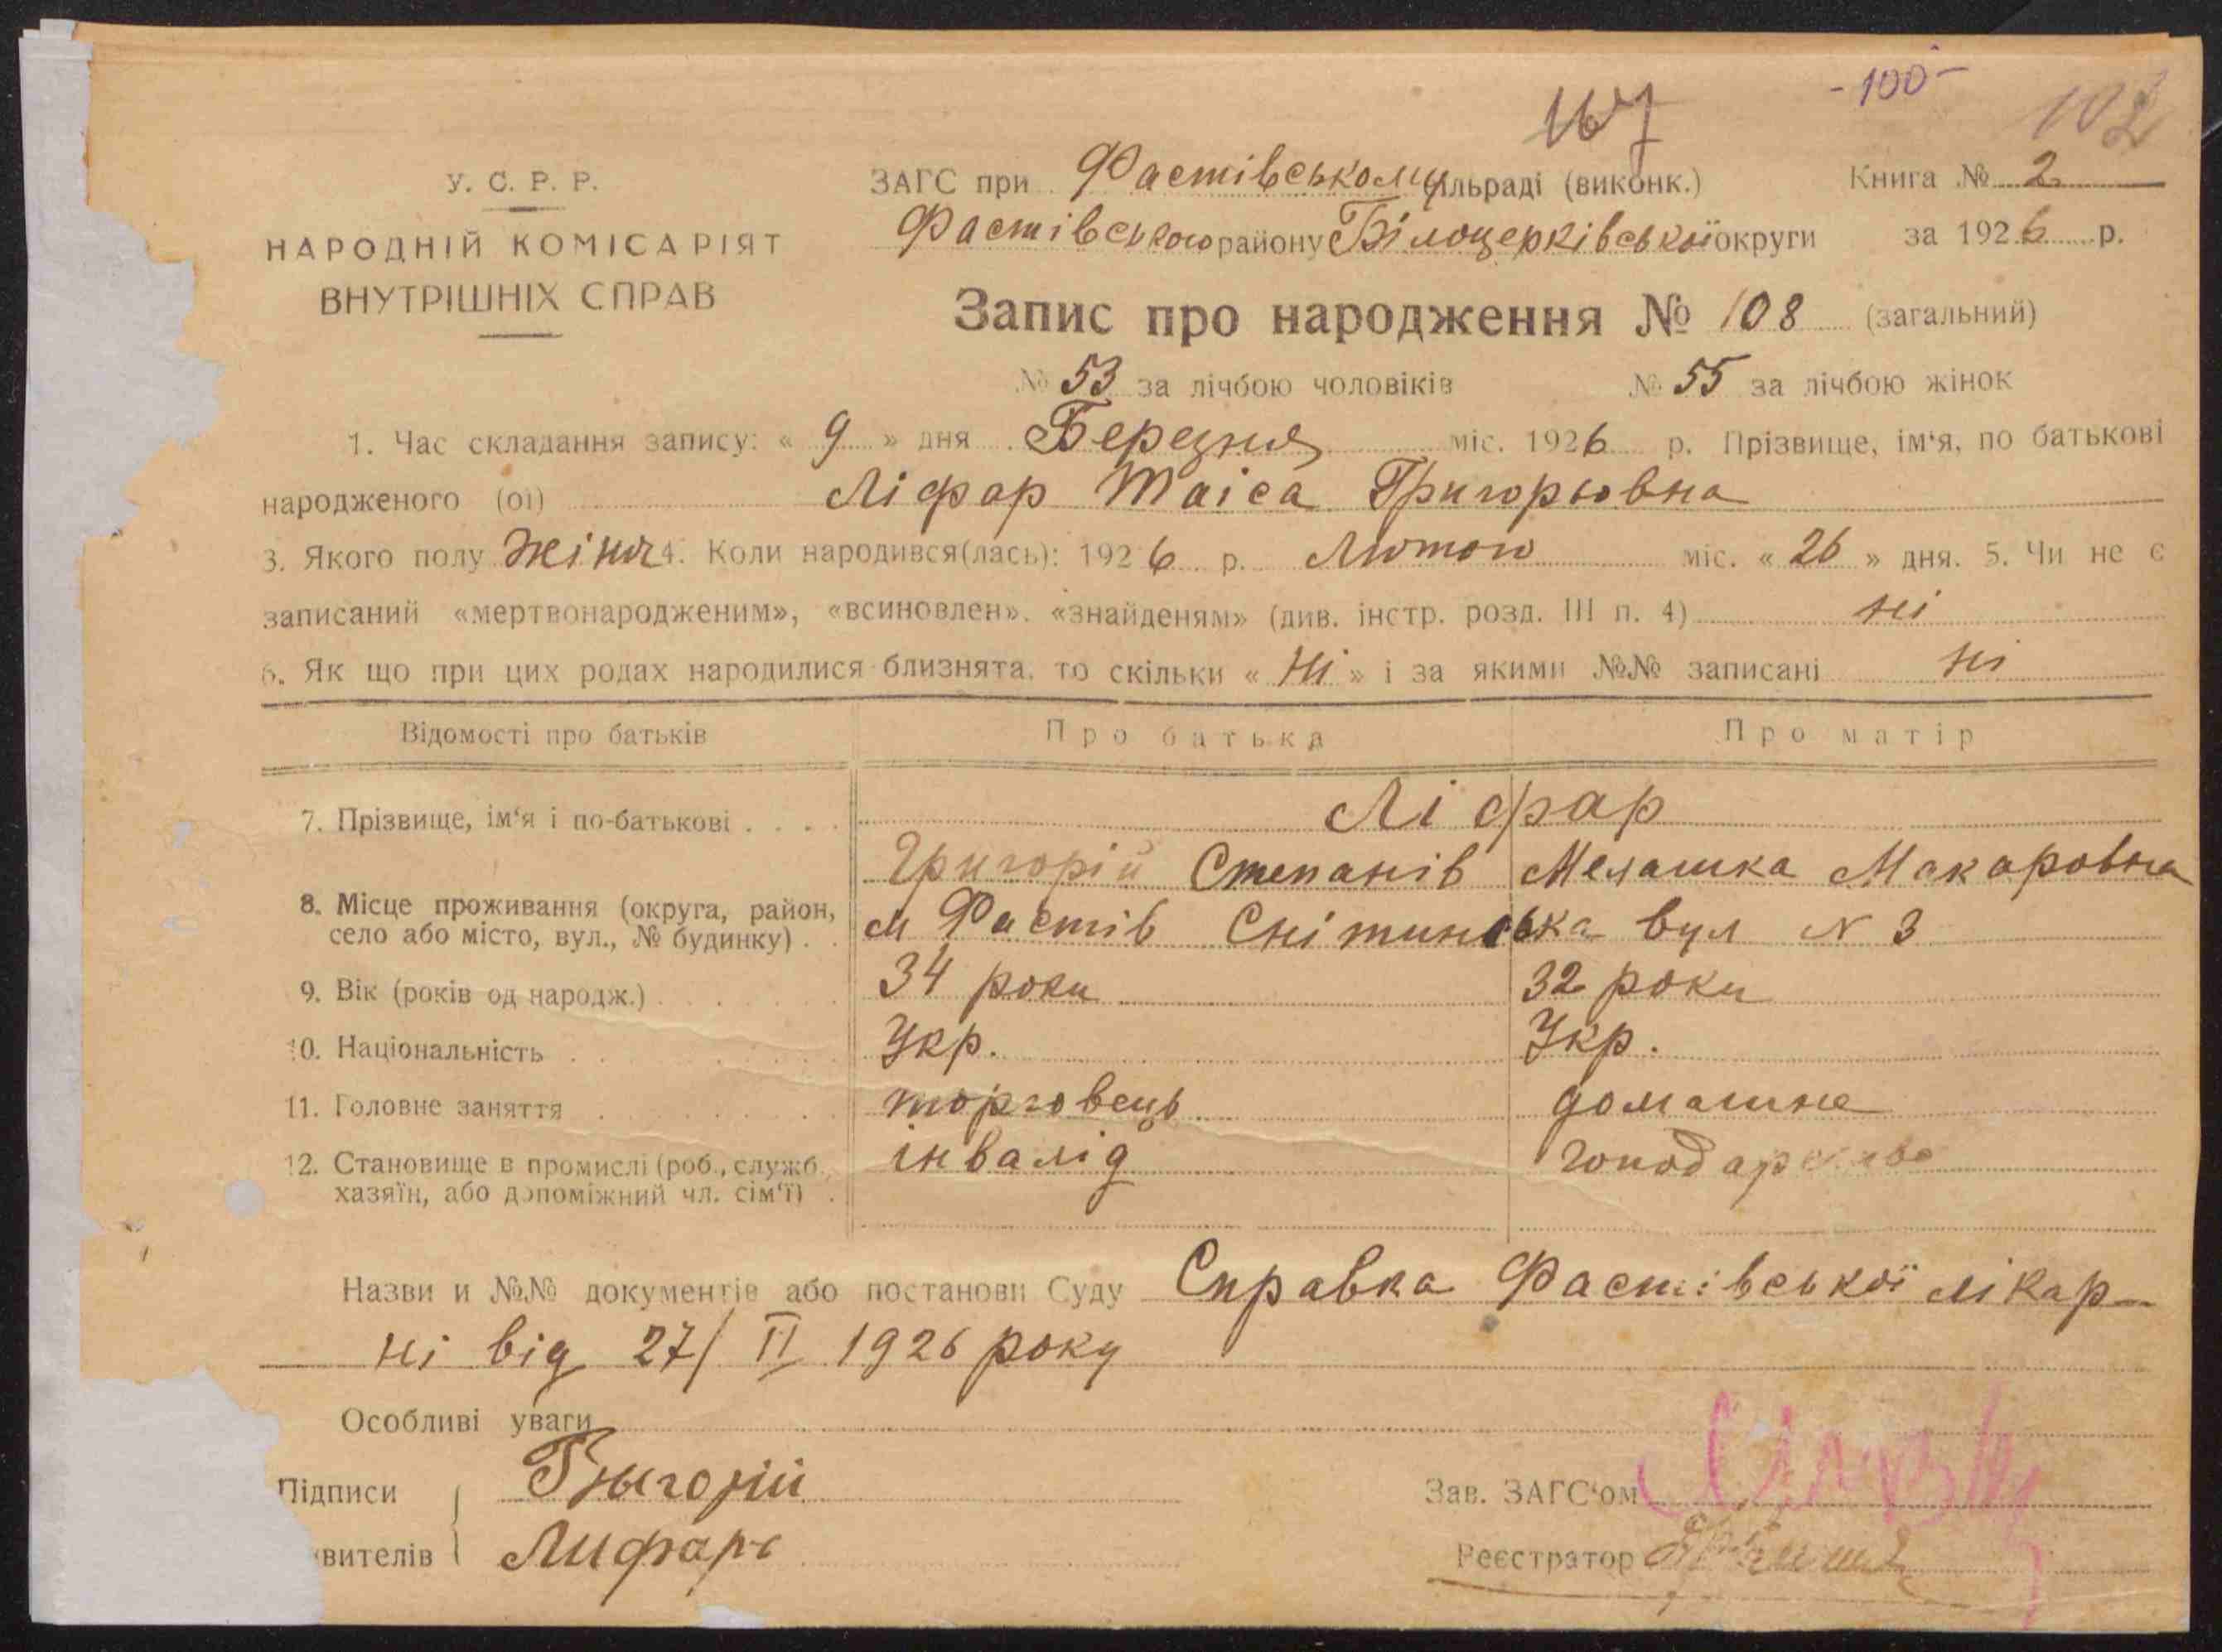 167
-100-
102
У. С. Р. Р.
НАРОДНІЙ КОМІСАРІЯТ
ВНУТРІШНІХ СПРАВ
ЗАГС при Фастівському сільраді (виконк.) Книга № 2
Фастівського району Білоцерківської округи за 1926 р.
Запис про народження № 108 (загальний)
№ 53 за лічбою чоловіків № 55 за лічбою жінок
1. Час складання запису: « 9 » дня Березня міс. 1926 р. Прізвище, ім'я, по батькові
народженого (ої) Ліфар Таіса Григорьовна
3. Якого полу жіноч 4. Коли народився(лась): 1926 р. Лютого міс. « 26 » дня. 5. Чи не є
записаний «мертвонародженим», «всиновлен». «знайденям» (див. інстр. розд. III п. 4) ні
6. Як що при цих родах народилися близнята, то скільки « Ні » і за якими №№ записані ні
Відомості про батьків Про батька Про матір
7. Прізвище, ім'я і по-батькові Ліфар
Григорій Степанів Мелашка Макаровна
8. Місце проживання (округа, район,
село або місто, вул., № будинку) м Фастів Снітинська вул N 3
9. Вік (років од народж.) 34 роки 32 роки
10. Національність Укр. Укр.
11. Головне заняття торговець домашнє
12. Становище в промислі (роб., служб., інвалід господарство
хазяїн, або допоміжний чл. сім'ї)
Назви и №№ документів або постанови Суду Справка Фастівської лікар-
ні від 27/II 1926 року
Особливі уваги
Підписи Григорій Зав. ЗАГС'ом
вителів Лифарь Реєстратор